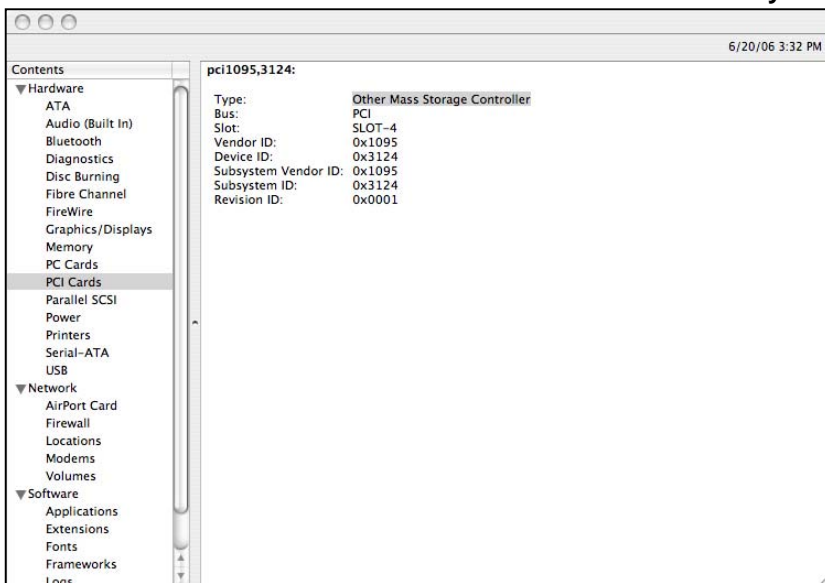 6/20/06 3:32 PM
Contents
Hardware
ATA
Audio (Built In)
Bluetooth
Diagnostics
Disc Burning
Fibre Channel
FireWire
Graphics/Displays
Memory
PC Cards
PCI Cards
Parallel SCSI
Power
Printers
Serial-ATA
USB
Network
AirPort Card
Firewall
Locations
Modems
Volumes
Software
Applications
Extensions
Fonts
Frameworks
Logs
pci1095,3124:
Type: Other Mass Storage Controller
Bus: PCI
Slot: SLOT-4
Vendor ID: 0x1095
Device ID: 0x3124
Subsystem Vendor ID: 0x1095
Subsystem ID: 0x3124
Revision ID: 0x0001